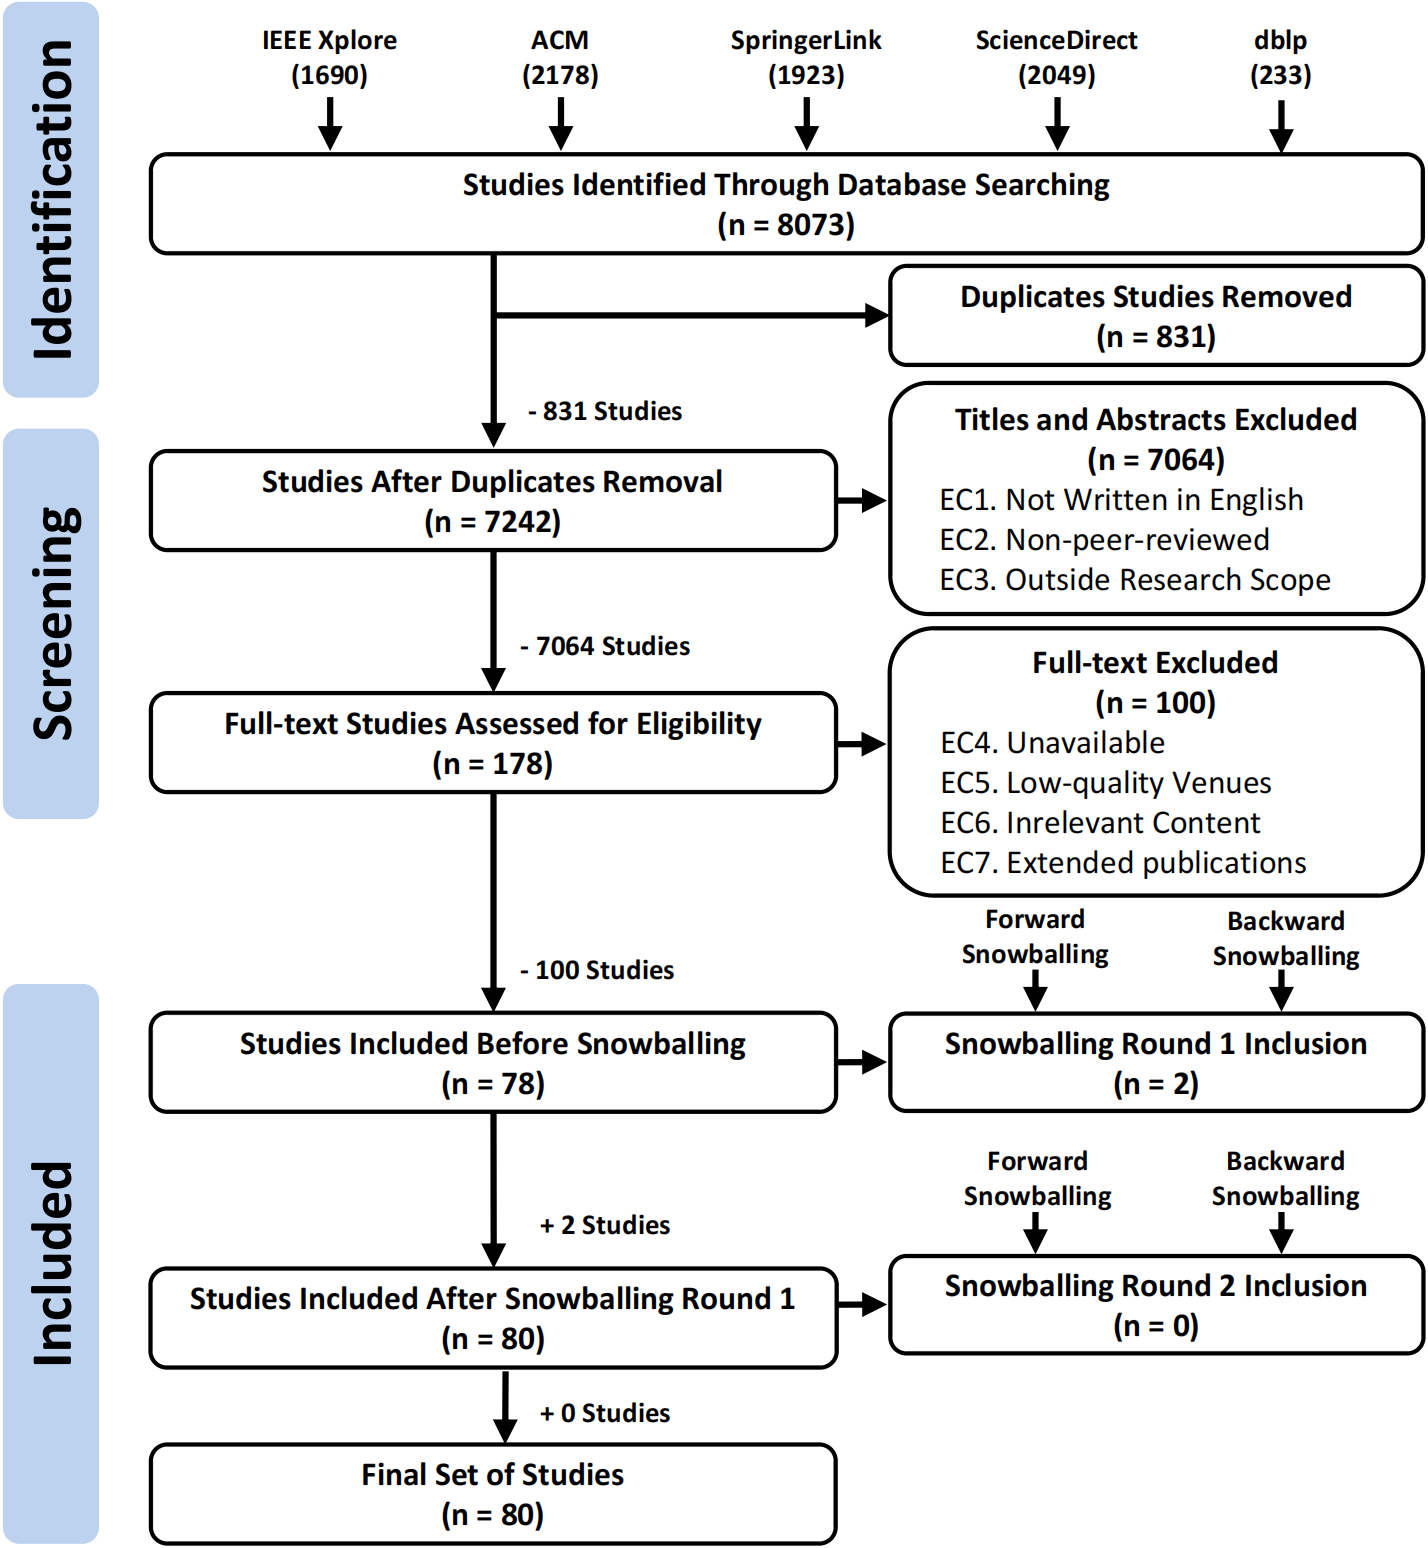 Identification
IEEE Xplore
(1690)
ACM
(2178)
SpringerLink
(1923)
ScienceDirect
(2049)
dblp
(233)
Studies Identified Through Database Searching
(n = 8073)
Duplicates Studies Removed
(n = 831)
- 831 Studies
Screening
Studies After Duplicates Removal
(n = 7242)
Titles and Abstracts Excluded
(n = 7064)
EC1. Not Written in English
EC2. Non-peer-reviewed
EC3. Outside Research Scope
- 7064 Studies
Full-text Studies Assessed for Eligibility
(n = 178)
Full-text Excluded
(n = 100)
EC4. Unavailable
EC5. Low-quality Venues
EC6. Inrelevant Content
EC7. Extended publications
- 100 Studies
Included
Forward
Snowballing
Backward
Snowballing
Studies Included Before Snowballing
(n = 78)
Snowballing Round 1 Inclusion
(n = 2)
+ 2 Studies
Forward
Snowballing
Backward
Snowballing
Studies Included After Snowballing Round 1
(n = 80)
Snowballing Round 2 Inclusion
(n = 0)
+ 0 Studies
Final Set of Studies
(n = 80)